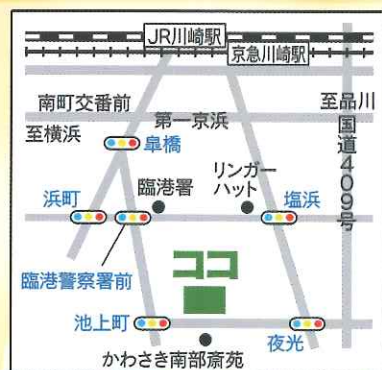 JR川崎駅
京急川崎駅
南町交番前
至品川
第一京浜
至横浜
皐橋
国道409号
リンガー
ハット
浜町
臨港署
塩浜
臨港警察署前
ココ
池上町
夜光
かわさき南部斎苑